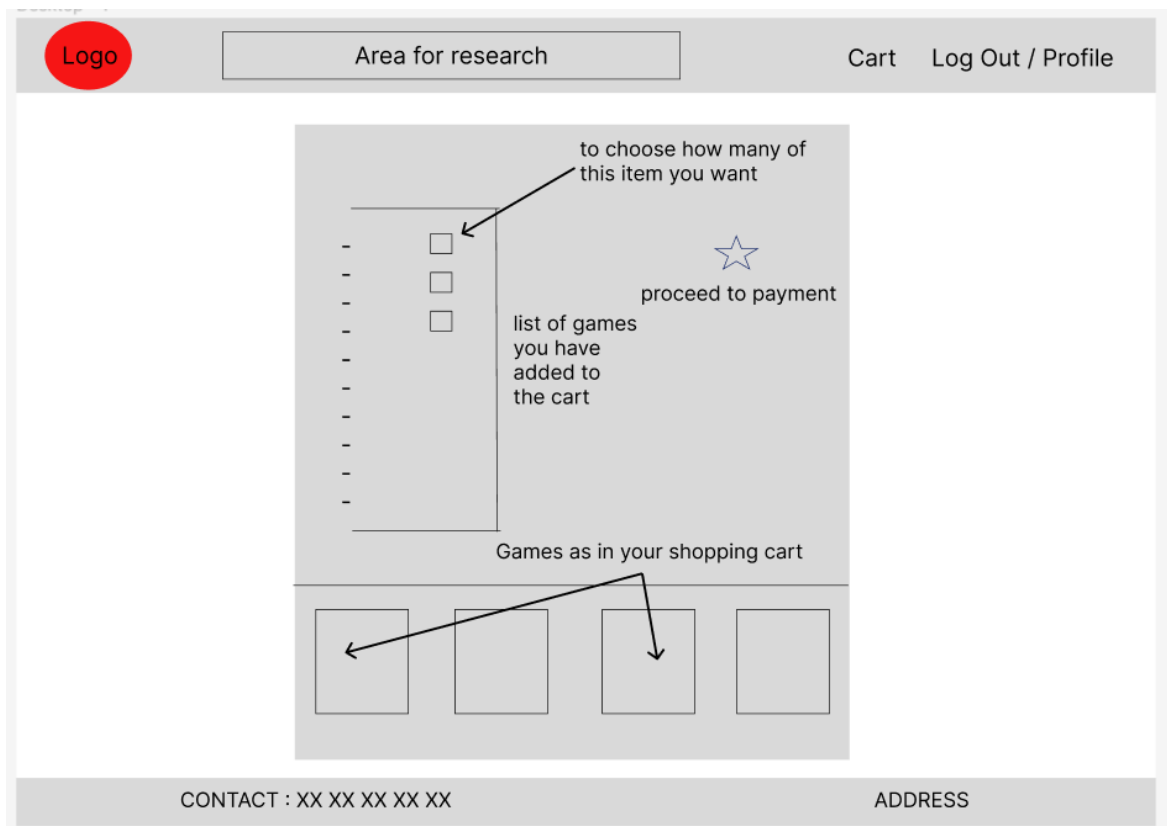 Logo
Area for research
Cart
Log Out / Profile
to choose how many of
this item you want
proceed to payment
list of games
you have
added to
the cart
Games as in your shopping cart
CONTACT : XX XX XX XX XX
ADDRESS